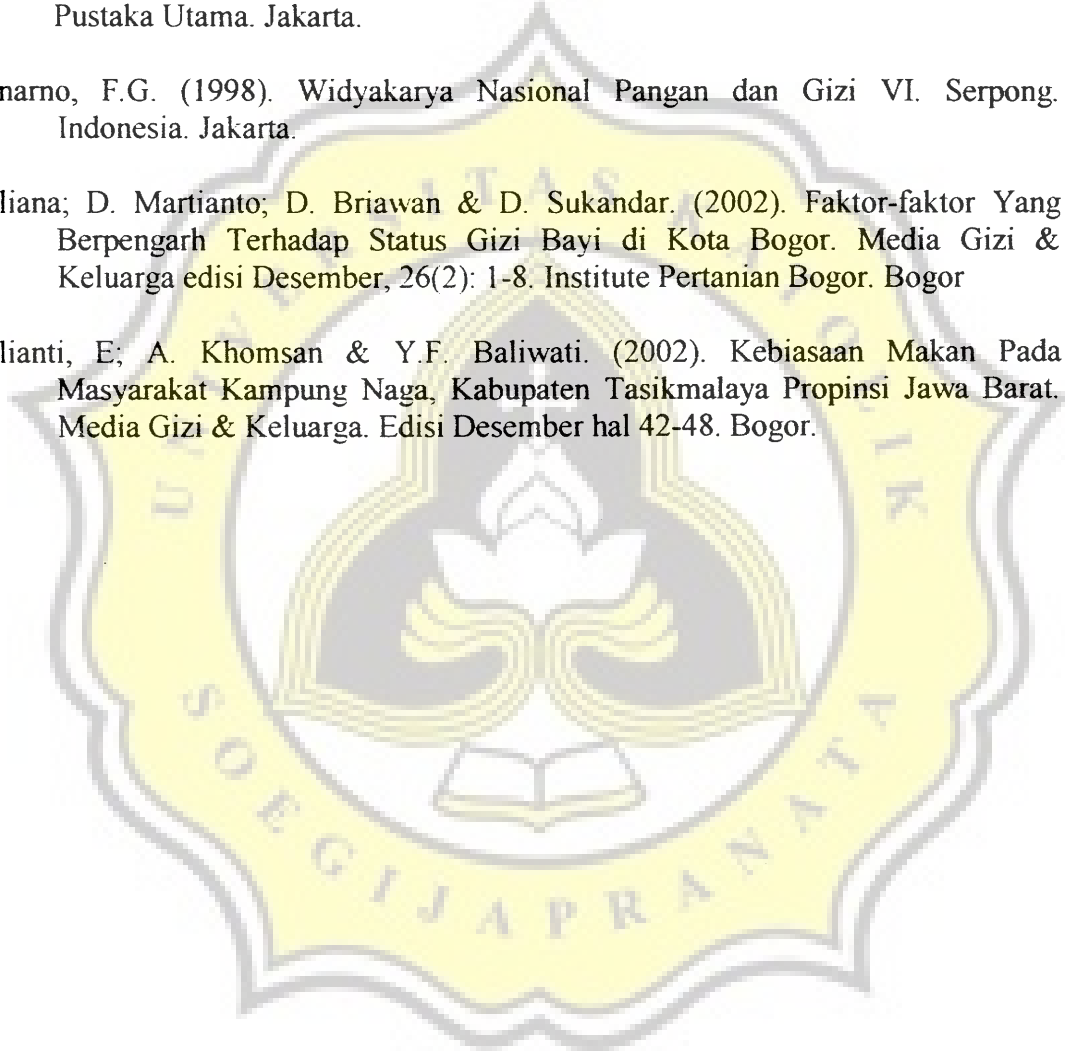 Pustaka Utama. Jakarta.
narno, F.G. (1998). Widyakarya Nasional Pangan dan Gizi VI. Serpong.
Indonesia. Jakarta.
liana; D. Martianto; D. Briawan & D. Sukandar. (2002). Faktor-faktor Yang
Berpengarh Terhadap Status Gizi Bayi di Kota Bogor. Media Gizi &
Keluarga edisi Desember, 26(2): 1-8. Institute Pertanian Bogor. Bogor
lianti, E; A. Khomsan & Y.F. Baliwati. (2002). Kebiasaan Makan Pada
Masyarakat Kampung Naga, Kabupaten Tasikmalaya Propinsi Jawa Barat.
Media Gizi & Keluarga. Edisi Desember hal 42-48. Bogor.
UNIVERSITAS KATOLIK
SOEGIJAPRANATA